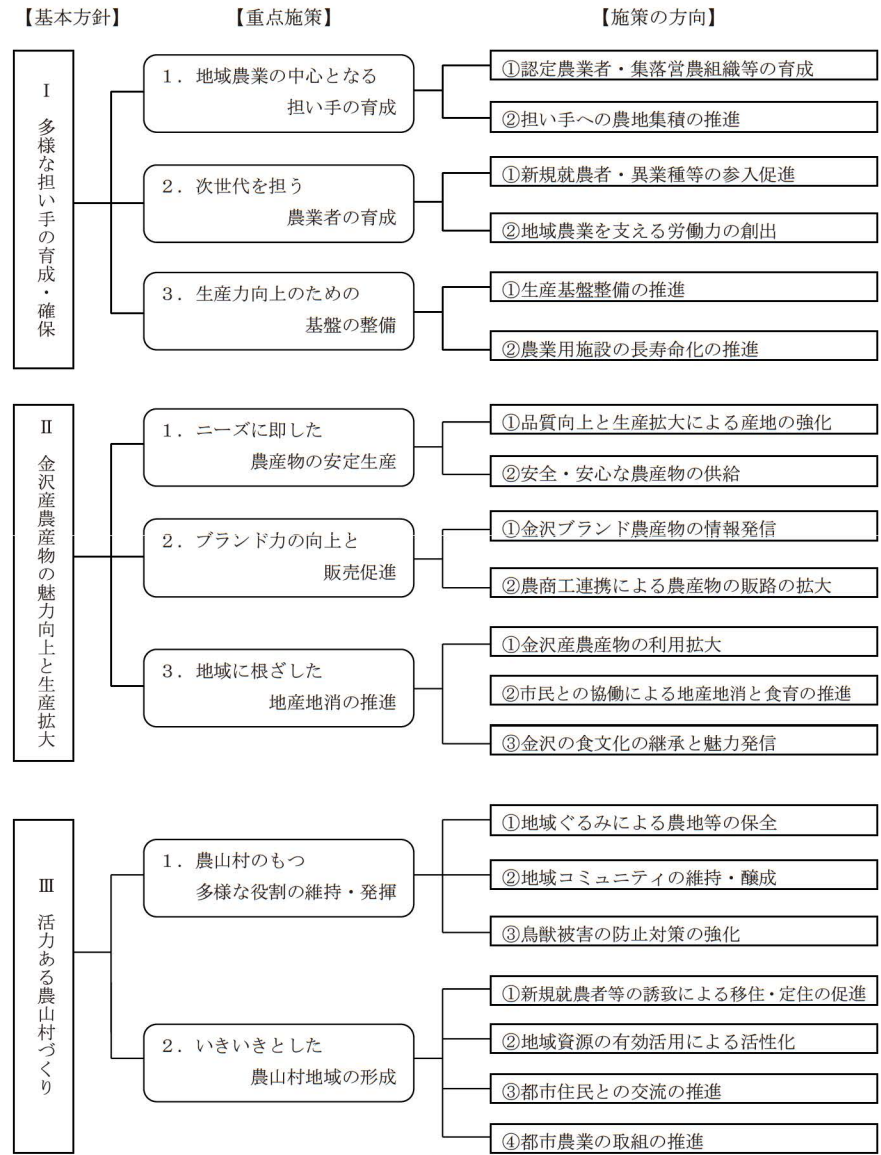 【基本方針】 【重点施策】 【施策の方向】
Ⅰ 多様な担い手の育成・確保
1．地域農業の中心となる
担い手の育成
①認定農業者・集落営農組織等の育成
②担い手への農地集積の推進
2．次世代を担う
農業者の育成
①新規就農者・異業種等の参入促進
②地域農業を支える労働力の創出
3．生産力向上のための
基盤の整備
①生産基盤整備の推進
②農業用施設の長寿命化の推進
Ⅱ 金沢産農産物の魅力向上と生産拡大
1．ニーズに即した
農産物の安定生産
①品質向上と生産拡大による産地の強化
②安全・安心な農産物の供給
2．ブランド力の向上と
販売促進
①金沢ブランド農産物の情報発信
②農商工連携による農産物の販路の拡大
3．地域に根ざした
地産地消の推進
①金沢産農産物の利用拡大
②市民との協働による地産地消と食育の推進
③金沢の食文化の継承と魅力発信
Ⅲ 活力ある農山村づくり
1．農山村のもつ
多様な役割の維持・発揮
①地域ぐるみによる農地等の保全
②地域コミュニティの維持・醸成
③鳥獣被害の防止対策の強化
2．いきいきとした
農山村地域の形成
①新規就農者等の誘致による移住・定住の促進
②地域資源の有効活用による活性化
③都市住民との交流の推進
④都市農業の取組の推進